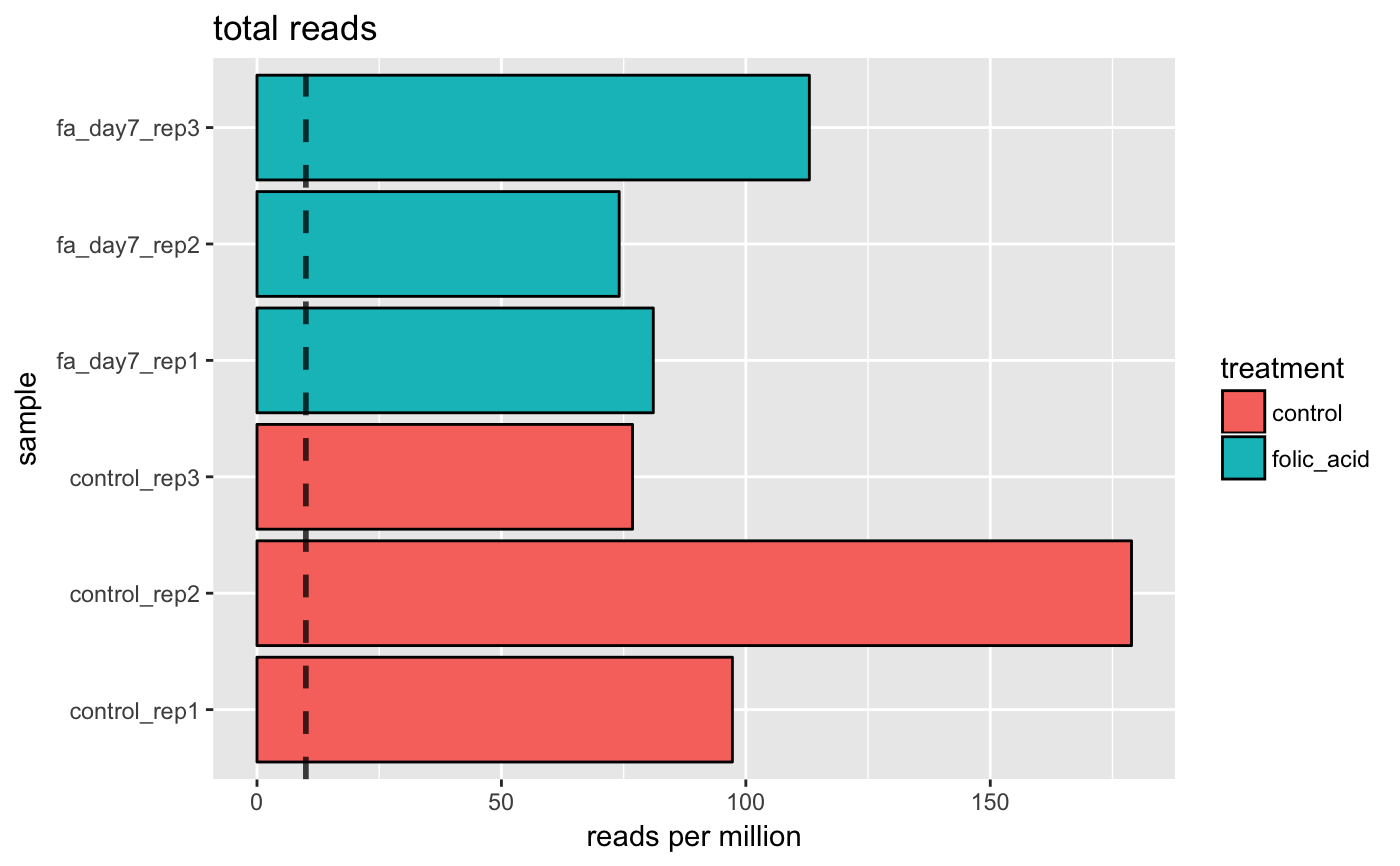 total reads
fa_day7_rep3
fa_day7_rep2
fa_day7_rep1
control_rep3
control_rep2
control_rep1
sample
0 50 100 150
reads per million
treatment
control
folic_acid